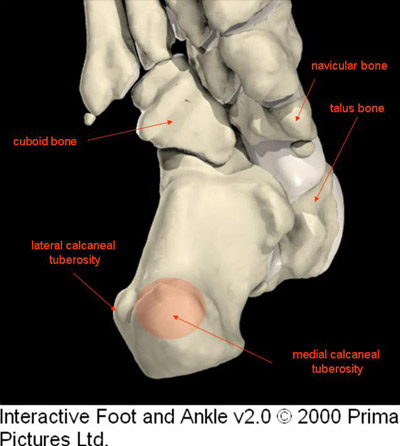 navicular bone
talus bone
cuboid bone
lateral calcaneal
tuberosity
medial calcaneal
tuberosity
Interactive Foot and Ankle v2.0 © 2000 Primal
Pictures Ltd.